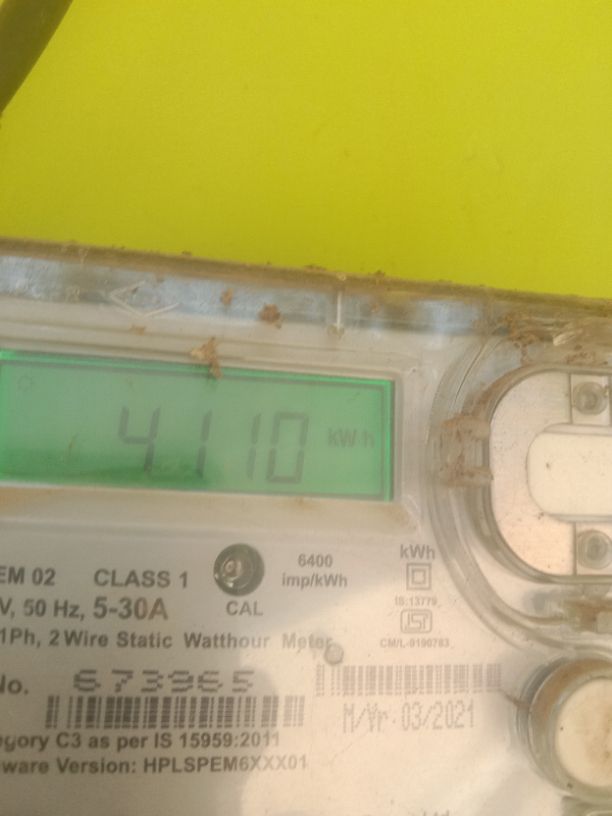 4110 kWh
EM 02 CLASS 1
6400
imp/kWh
kWh
V, 50 Hz, 5-30A
CAL
IS:13779
ISI
1Ph, 2 Wire Static Watthour Meter
CM/L-9190783
No. 673965
M/Yr-03/2021
gory C3 as per IS 15959:2011
ware Version: HPLSPEM6XXX01